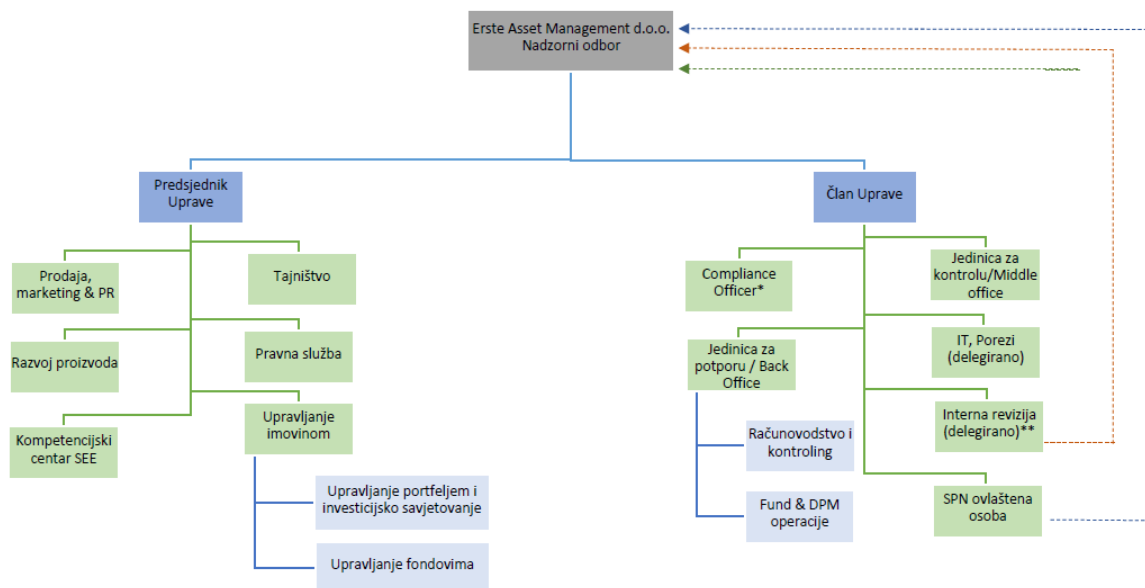 Erste Asset Management d.o.o.
Nadzorni odbor
Predsjednik
Uprave
Član Uprave
Prodaja,
marketing & PR
Tajništvo
Razvoj proizvoda
Pravna služba
Kompetencijski
centar SEE
Upravljanje
imovinom
Upravljanje portfeljem i
investicijsko savjetovanje
Upravljanje fondovima
Compliance
Officer*
Jedinica za
kontrolu/Middle
office
Jedinica za
potporu / Back
Office
IT, Porezi
(delegirano)
Računovodstvo i
kontroling
Interna revizija
(delegirano)**
Fund & DPM
operacije
SPN ovlaštena
osoba